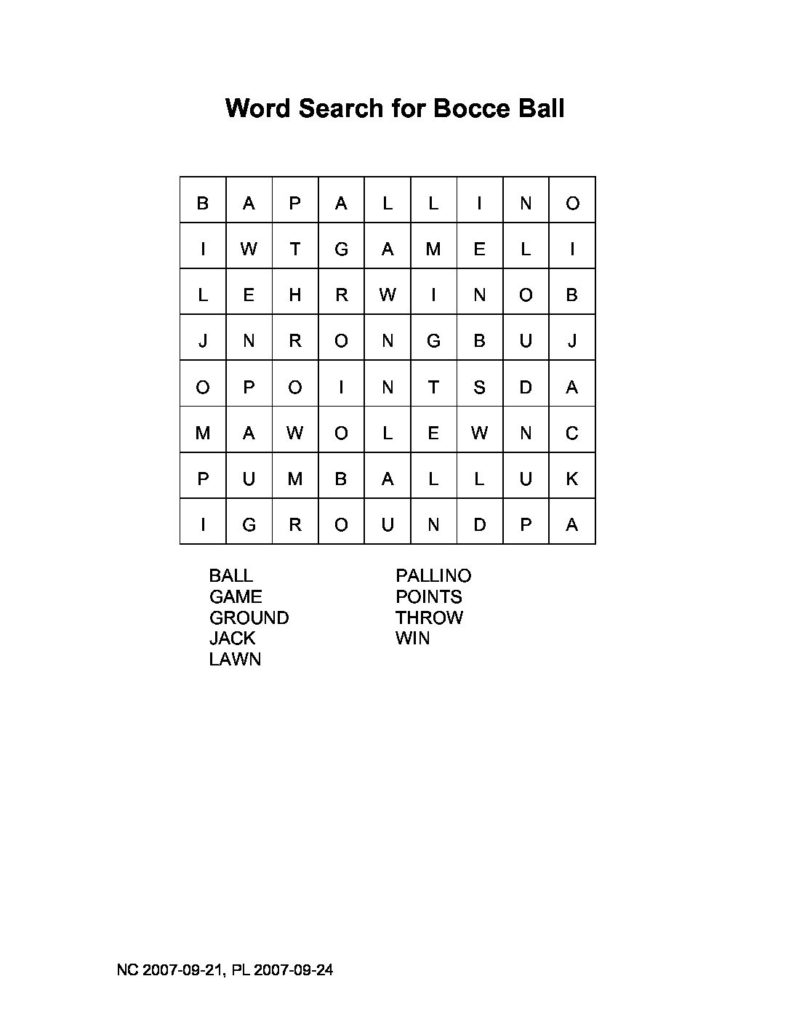 Word Search for Bocce Ball
B A P A L L I N O
I W T G A M E L I
L E H R W I N O B
J N R O N G B U J
O P O I N T S D A
M A W O L E W N C
P U M B A L L U K
I G R O U N D P A
BALL PALLINO
GAME POINTS
GROUND THROW
JACK WIN
LAWN
NC 2007-09-21, PL 2007-09-24